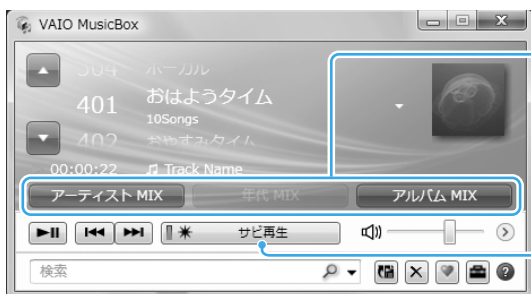 VAIO MusicBox
304 ボーカル
401 おはようタイム
10Songs
402 おやすみタイム
00:00:22 Track Name
アーティスト MIX 年代 MIX アルバム MIX
サビ再生
検索